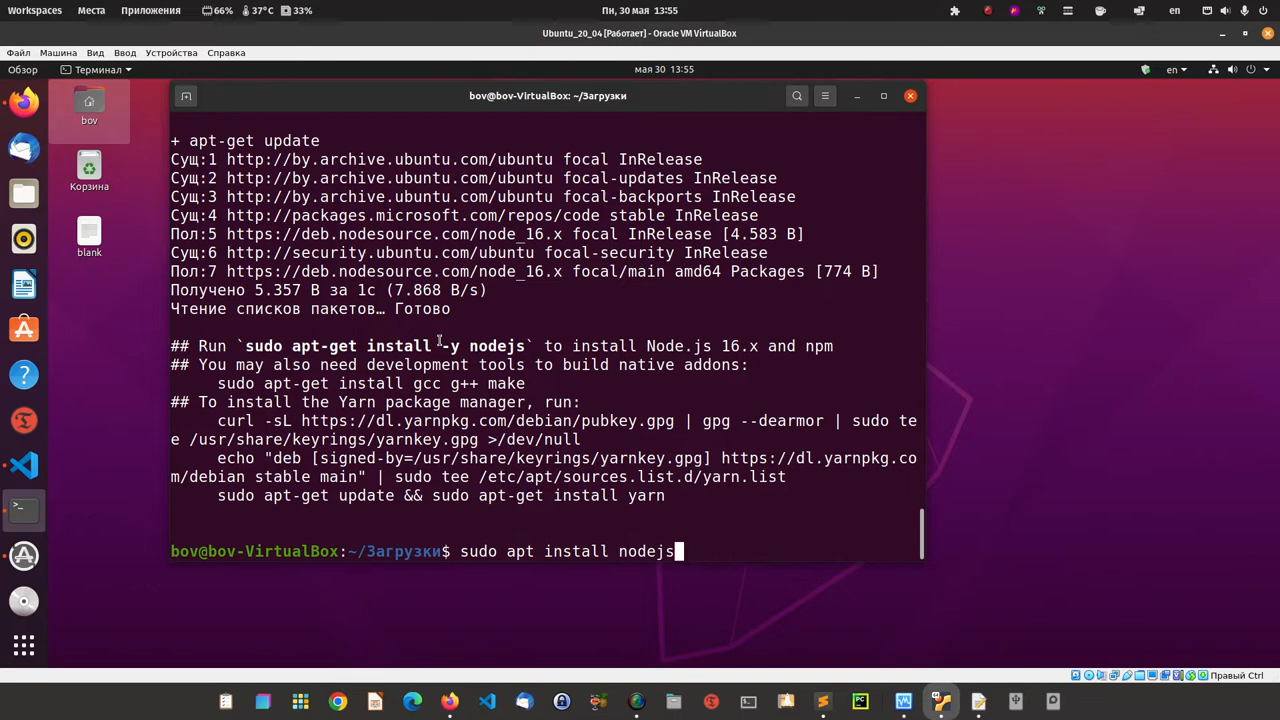 Workspaces Места Приложения 66% 37°C 33% Пн, 30 мая 13:55 en
Ubuntu_20_04 [Работает] - Oracle VM VirtualBox
Файл Машина Вид Ввод Устройства Справка
Обзор Терминал мая 30 13:55 en
bov@bov-VirtualBox: ~/Загрузки
bov
Корзина
blank
+ apt-get update
Сущ:1 http://by.archive.ubuntu.com/ubuntu focal InRelease
Сущ:2 http://by.archive.ubuntu.com/ubuntu focal-updates InRelease
Сущ:3 http://by.archive.ubuntu.com/ubuntu focal-backports InRelease
Сущ:4 http://packages.microsoft.com/repos/code stable InRelease
Пол:5 https://deb.nodesource.com/node_16.x focal InRelease [4.583 B]
Сущ:6 http://security.ubuntu.com/ubuntu focal-security InRelease
Пол:7 https://deb.nodesource.com/node_16.x focal/main amd64 Packages [774 B]
Получено 5.357 B за 1с (7.868 B/s)
Чтение списков пакетов… Готово
## Run `sudo apt-get install -y nodejs` to install Node.js 16.x and npm
## You may also need development tools to build native addons:
sudo apt-get install gcc g++ make
## To install the Yarn package manager, run:
curl -sL https://dl.yarnpkg.com/debian/pubkey.gpg | gpg --dearmor | sudo te
e /usr/share/keyrings/yarnkey.gpg >/dev/null
echo "deb [signed-by=/usr/share/keyrings/yarnkey.gpg] https://dl.yarnpkg.co
m/debian stable main" | sudo tee /etc/apt/sources.list.d/yarn.list
sudo apt-get update && sudo apt-get install yarn
bov@bov-VirtualBox:~/Загрузки$ sudo apt install nodejs
Правый Ctrl